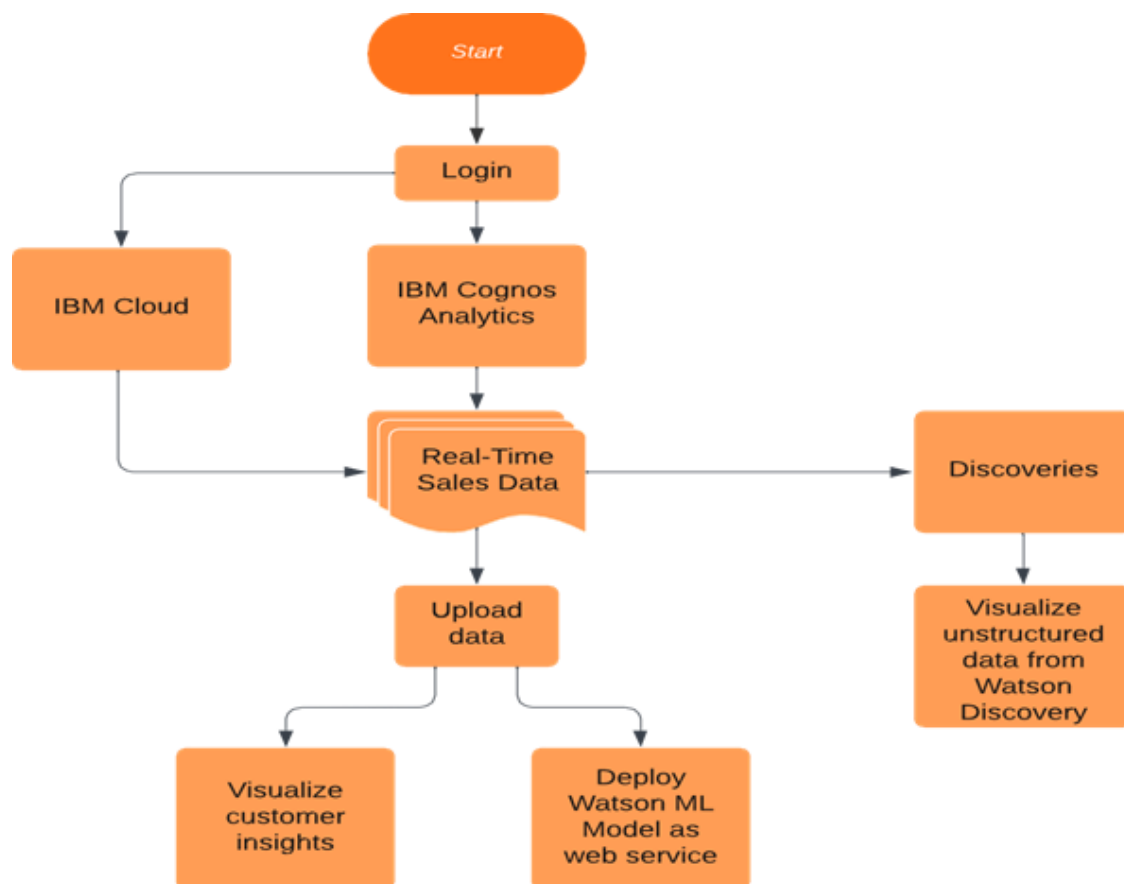 Start
Login
IBM Cloud
IBM Cognos
Analytics
Real-Time
Sales Data
Discoveries
Upload
data
Visualize
unstructured
data from
Watson
Discovery
Visualize
customer
insights
Deploy
Watson ML
Model as
web service